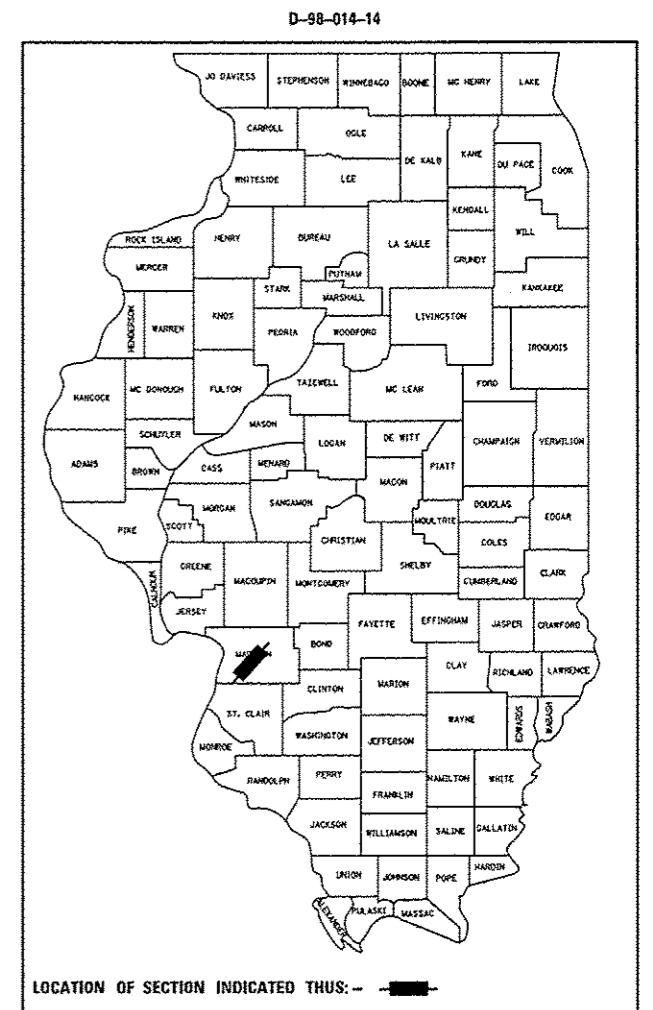 D-98-014-14
JO DAVIESS STEPHENSON WINNEBAGO BOONE MC HENRY LAKE
CARROLL OGLE DE KALB KANE DU PAGE COOK
WHITESIDE LEE KENDALL WILL
ROCK ISLAND HENRY BUREAU LA SALLE GRUNDY
MERCER PUTNAM KANKAKEE
STARK MARSHALL
HENDERSON WARREN KNOX PEORIA WOODFORD LIVINGSTON IROQUOIS
HANCOCK MC DONOUGH FULTON TAZEWELL MC LEAN FORD
MASON
SCHUYLER LOGAN DE WITT CHAMPAIGN VERMILION
ADAMS BROWN CASS MENARD PIATT
MACON
MORGAN SANGAMON DOUGLAS EDGAR
PIKE SCOTT CHRISTIAN MOULTRIE COLES
GREENE SHELBY
CALHOUN MACOUPIN MONTGOMERY CUMBERLAND CLARK
JERSEY FAYETTE EFFINGHAM JASPER CRAWFORD
BOND
CLAY RICHLAND LAWRENCE
CLINTON MARION
ST. CLAIR WAYNE EDWARDS WABASH
MONROE WASHINGTON JEFFERSON
RANDOLPH PERRY HAMILTON WHITE
FRANKLIN
JACKSON WILLIAMSON SALINE GALLATIN
UNION JOHNSON POPE HARDIN
ALEXANDER PULASKI MASSAC
LOCATION OF SECTION INDICATED THUS: –